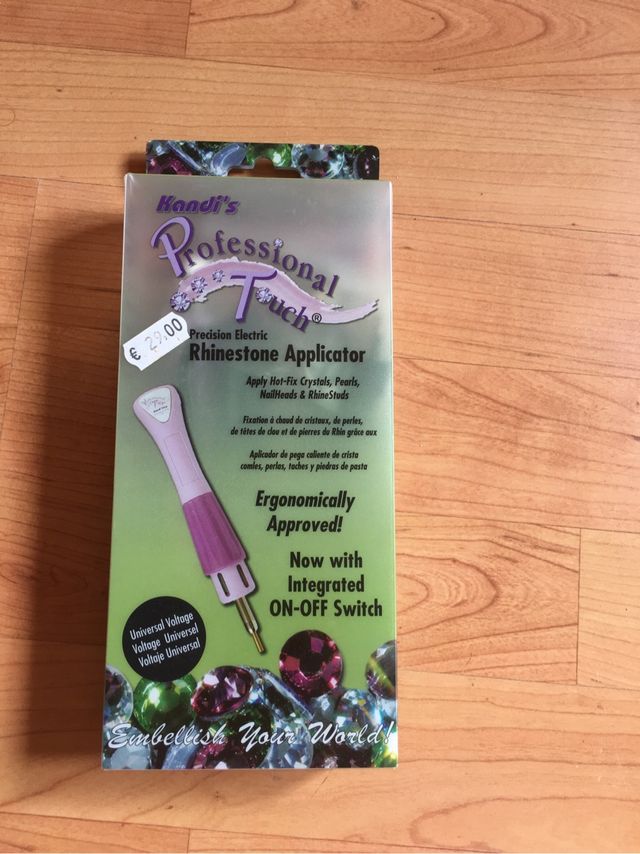 Kandi's
Professional
Touch®
€ 29.00
Precision Electric
Rhinestone Applicator
Apply Hot-Fix Crystals, Pearls,
NailHeads & RhineStuds
Fixation à chaud de cristaux, de perles,
de têtes de clou et de pierres du Rhin grâce aux
Aplicador de pega caliente de crista
comles, perlas, taches y piedras de pasta
Ergonomically
Approved!
Now with
Integrated
ON-OFF Switch
Universal Voltage
Voltage Universel
Voltaje Universal
Embellish Your World!